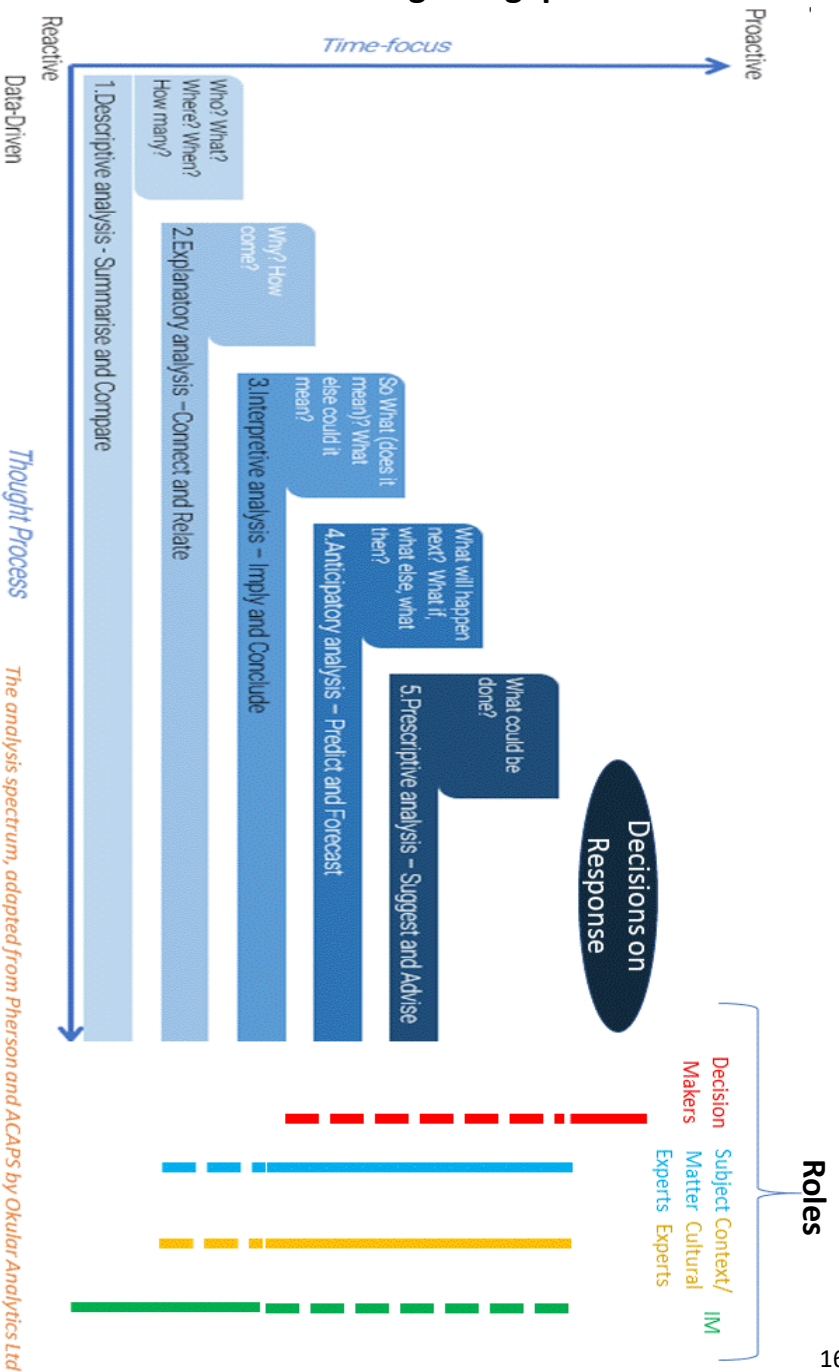 Roles
Decision
Makers
Subject
Matter
Experts
Context/
Cultural
Experts
IM
Proactive
Time-focus
Reactive
Decisions on
Response
What could be
done?
5.Prescriptive analysis – Suggest and Advise
What will happen
next? What if,
what else, what
then?
4.Anticipatory analysis – Predict and Forecast
So What (does it
mean)? What
else could it
mean?
3.Interpretive analysis – Imply and Conclude
Why? How
come?
2.Explanatory analysis –Connect and Relate
Who? What?
Where? When?
How many?
1.Descriptive analysis - Summarise and Compare
Data-Driven
Thought Process
The analysis spectrum, adapted from Pherson and ACAPS by Okular Analytics Ltd
16